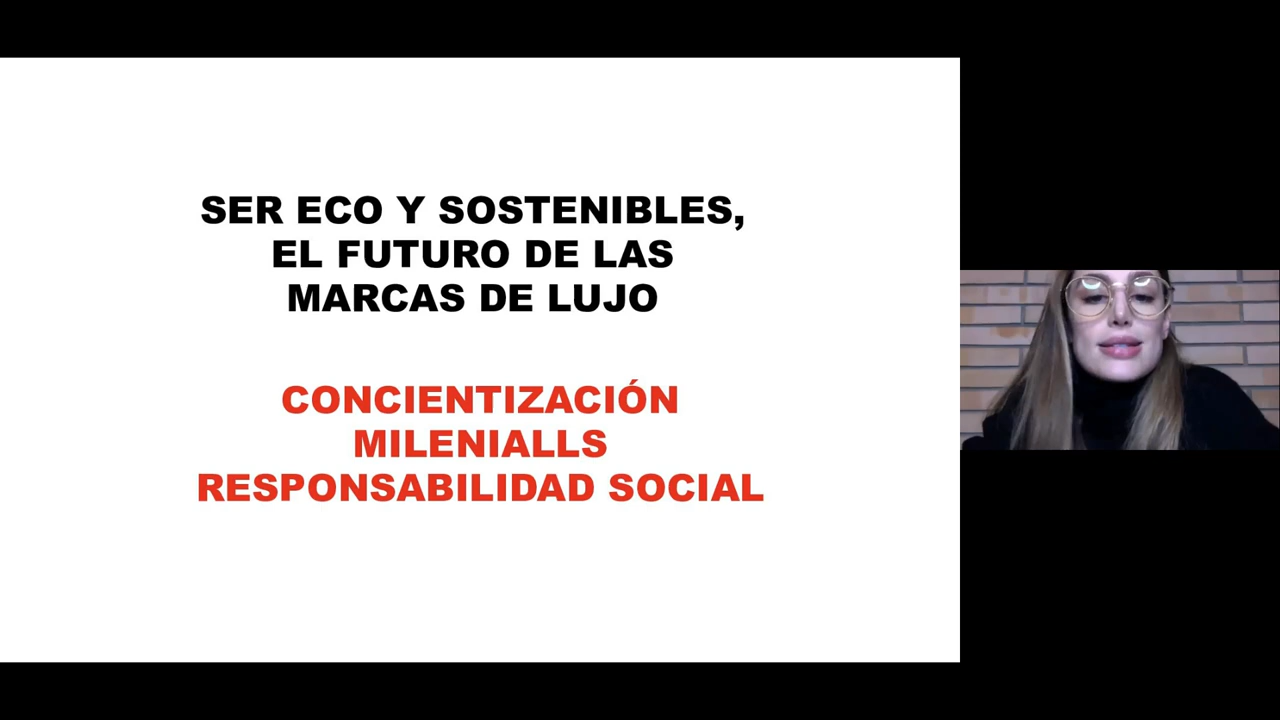 SER ECO Y SOSTENIBLES,
EL FUTURO DE LAS
MARCAS DE LUJO
CONCIENTIZACIÓN
MILENIALLS
RESPONSABILIDAD SOCIAL